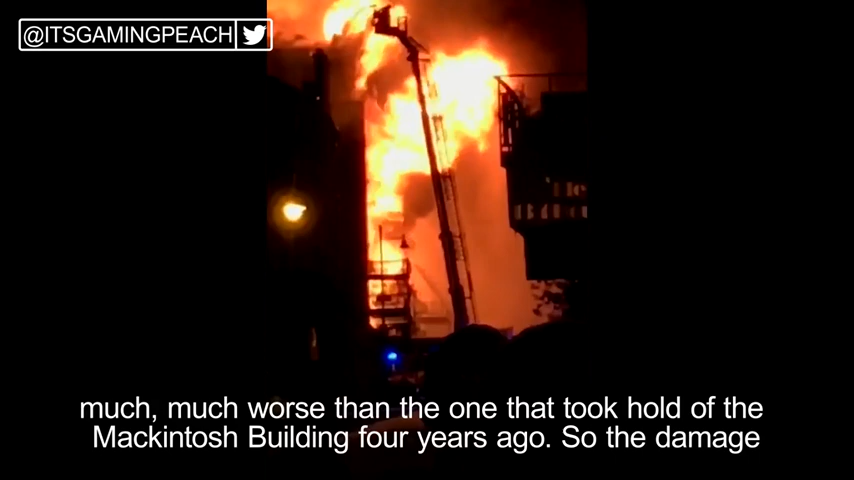 @ITSGAMINGPEACH
much, much worse than the one that took hold of the
Mackintosh Building four years ago. So the damage